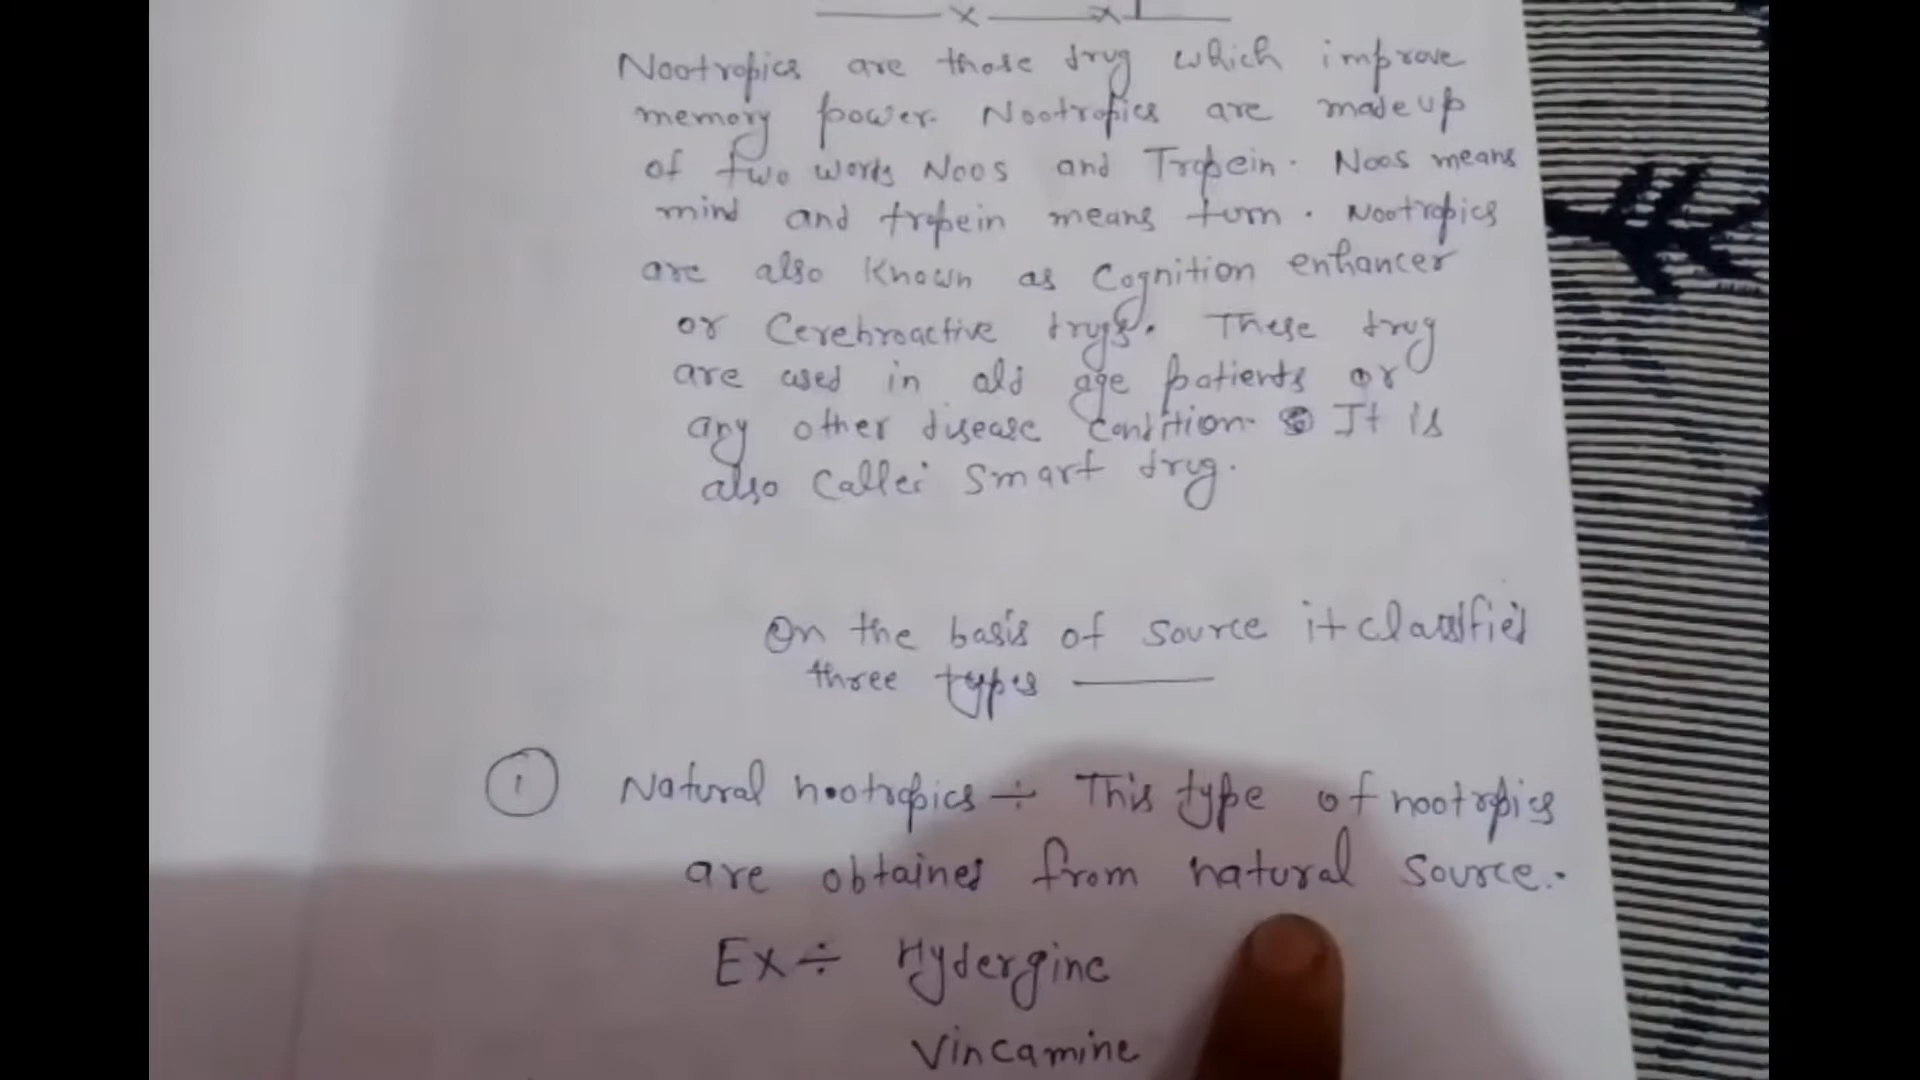 Nootropics are those drug which improve
memory power. Nootropics are made up
of two words Noos and Tropein. Noos means
mind and tropein means turn. Nootropics
are also known as Cognition enhancer
or Cerebroactive drugs. These drug
are used in old age patients or
any other disease condition. It is
also called Smart drug.
On the basis of source it classified
three types ——
① Natural nootropics ÷ This type of nootropics
are obtained from natural source.
Ex ÷ Hydergine
Vincamine